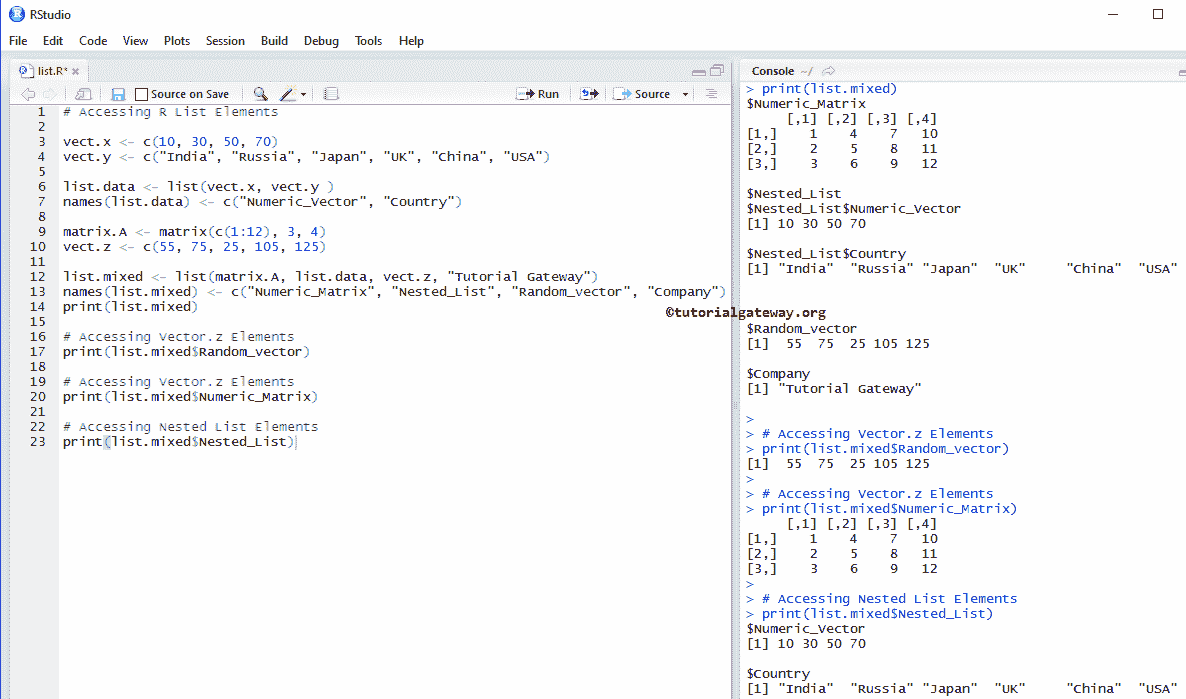 RStudio
File Edit Code View Plots Session Build Debug Tools Help
list.R*
Source on Save Run Source
1 # Accessing R List Elements
2
3 vect.x <- c(10, 30, 50, 70)
4 vect.y <- c("India", "Russia", "Japan", "UK", "China", "USA")
5
6 list.data <- list(vect.x, vect.y )
7 names(list.data) <- c("Numeric_Vector", "Country")
8
9 matrix.A <- matrix(c(1:12), 3, 4)
10 vect.z <- c(55, 75, 25, 105, 125)
11
12 list.mixed <- list(matrix.A, list.data, vect.z, "Tutorial Gateway")
13 names(list.mixed) <- c("Numeric_Matrix", "Nested_List", "Random_vector", "Company")
14 print(list.mixed)
15
16 # Accessing Vector.z Elements
17 print(list.mixed$Random_vector)
18
19 # Accessing Vector.z Elements
20 print(list.mixed$Numeric_Matrix)
21
22 # Accessing Nested List Elements
23 print(list.mixed$Nested_List)
©tutorialgateway.org
Console ~/
> print(list.mixed)
$Numeric_Matrix
     [,1] [,2] [,3] [,4]
[1,]    1    4    7   10
[2,]    2    5    8   11
[3,]    3    6    9   12
$Nested_List
$Nested_List$Numeric_Vector
[1] 10 30 50 70
$Nested_List$Country
[1] "India"  "Russia" "Japan"  "UK"     "China"  "USA"
$Random_vector
[1]  55  75  25 105 125
$Company
[1] "Tutorial Gateway"
>
> # Accessing Vector.z Elements
> print(list.mixed$Random_vector)
[1]  55  75  25 105 125
>
> # Accessing Vector.z Elements
> print(list.mixed$Numeric_Matrix)
     [,1] [,2] [,3] [,4]
[1,]    1    4    7   10
[2,]    2    5    8   11
[3,]    3    6    9   12
>
> # Accessing Nested List Elements
> print(list.mixed$Nested_List)
$Numeric_Vector
[1] 10 30 50 70
$Country
[1] "India"  "Russia" "Japan"  "UK"     "China"  "USA"